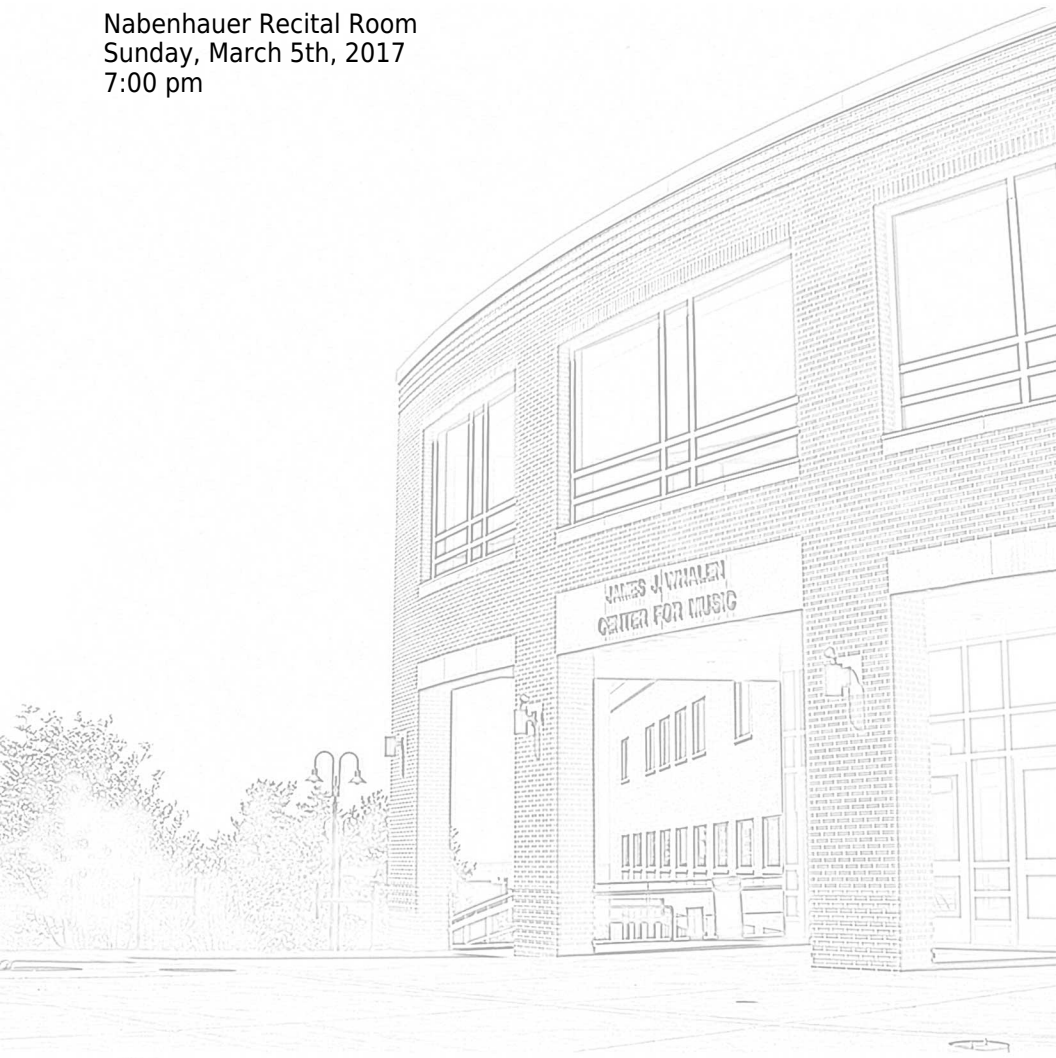 Nabenhauer Recital Room
Sunday, March 5th, 2017
7:00 pm
JAMES J. WHALEN
CENTER FOR MUSIC